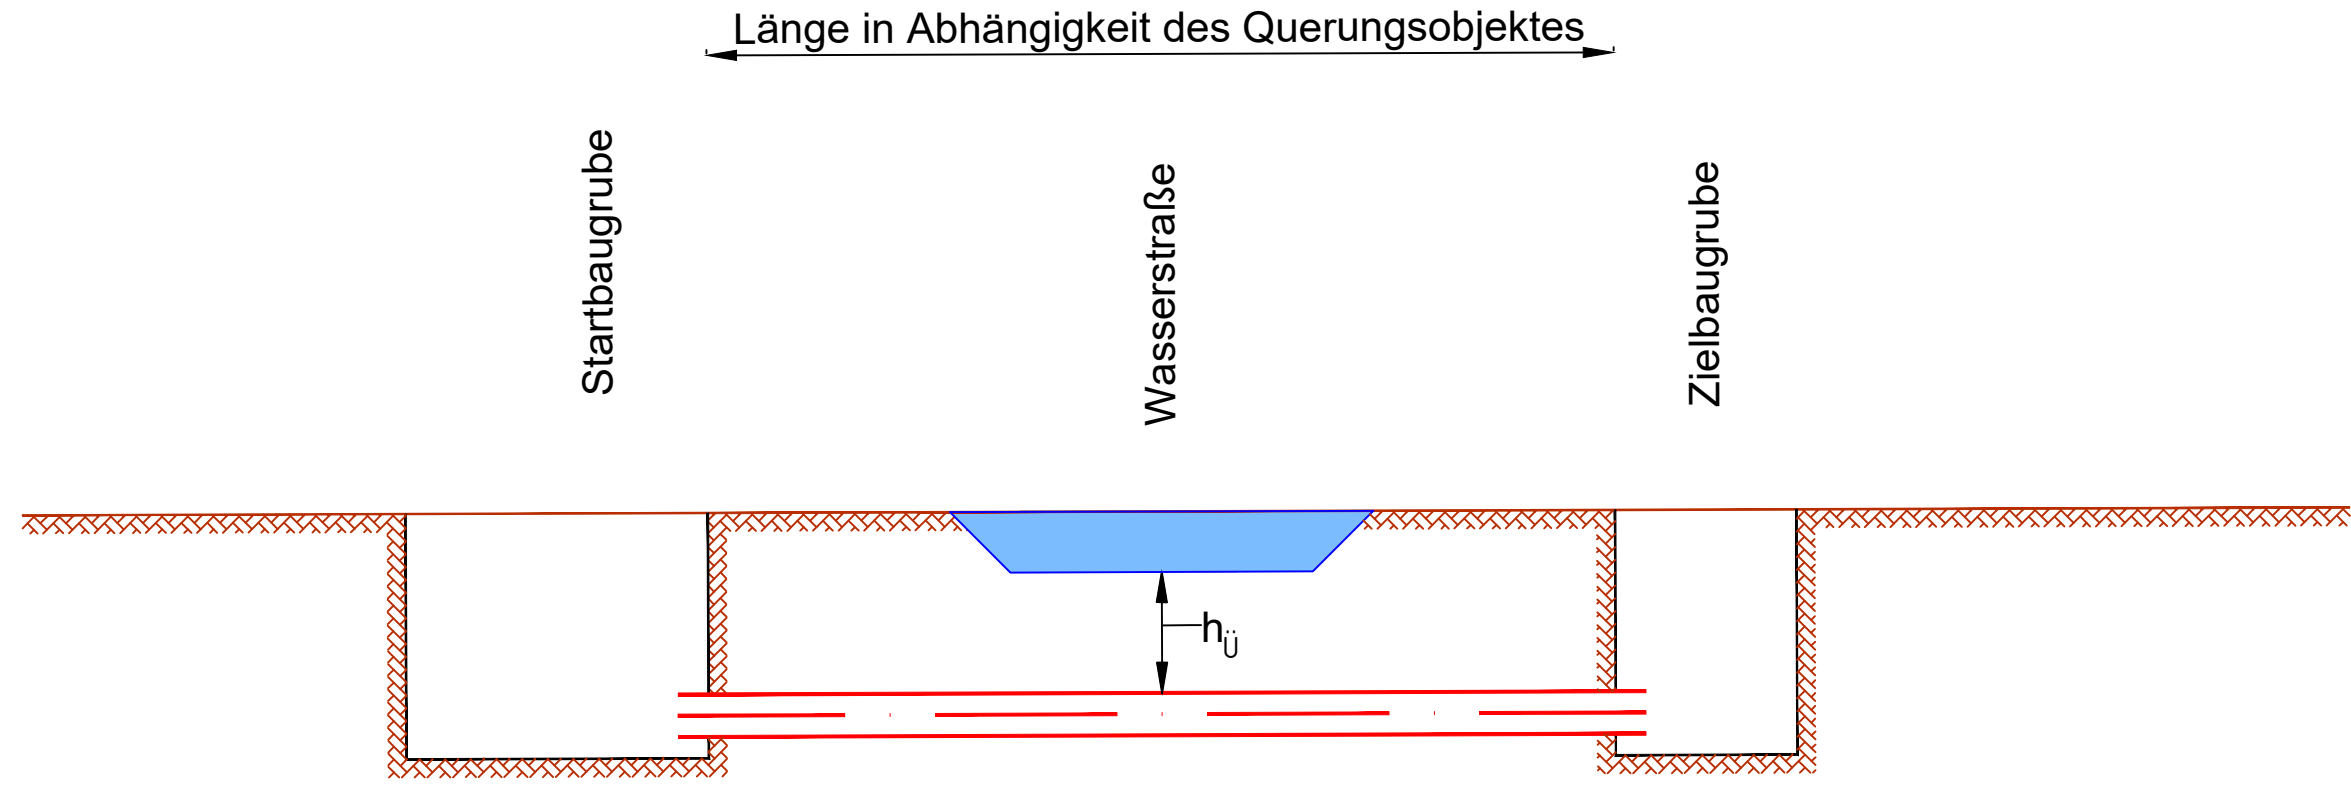 Länge in Abhängigkeit des Querungsobjektes
Startbaugrube
Wasserstraße
Zielbaugrube
hÜ